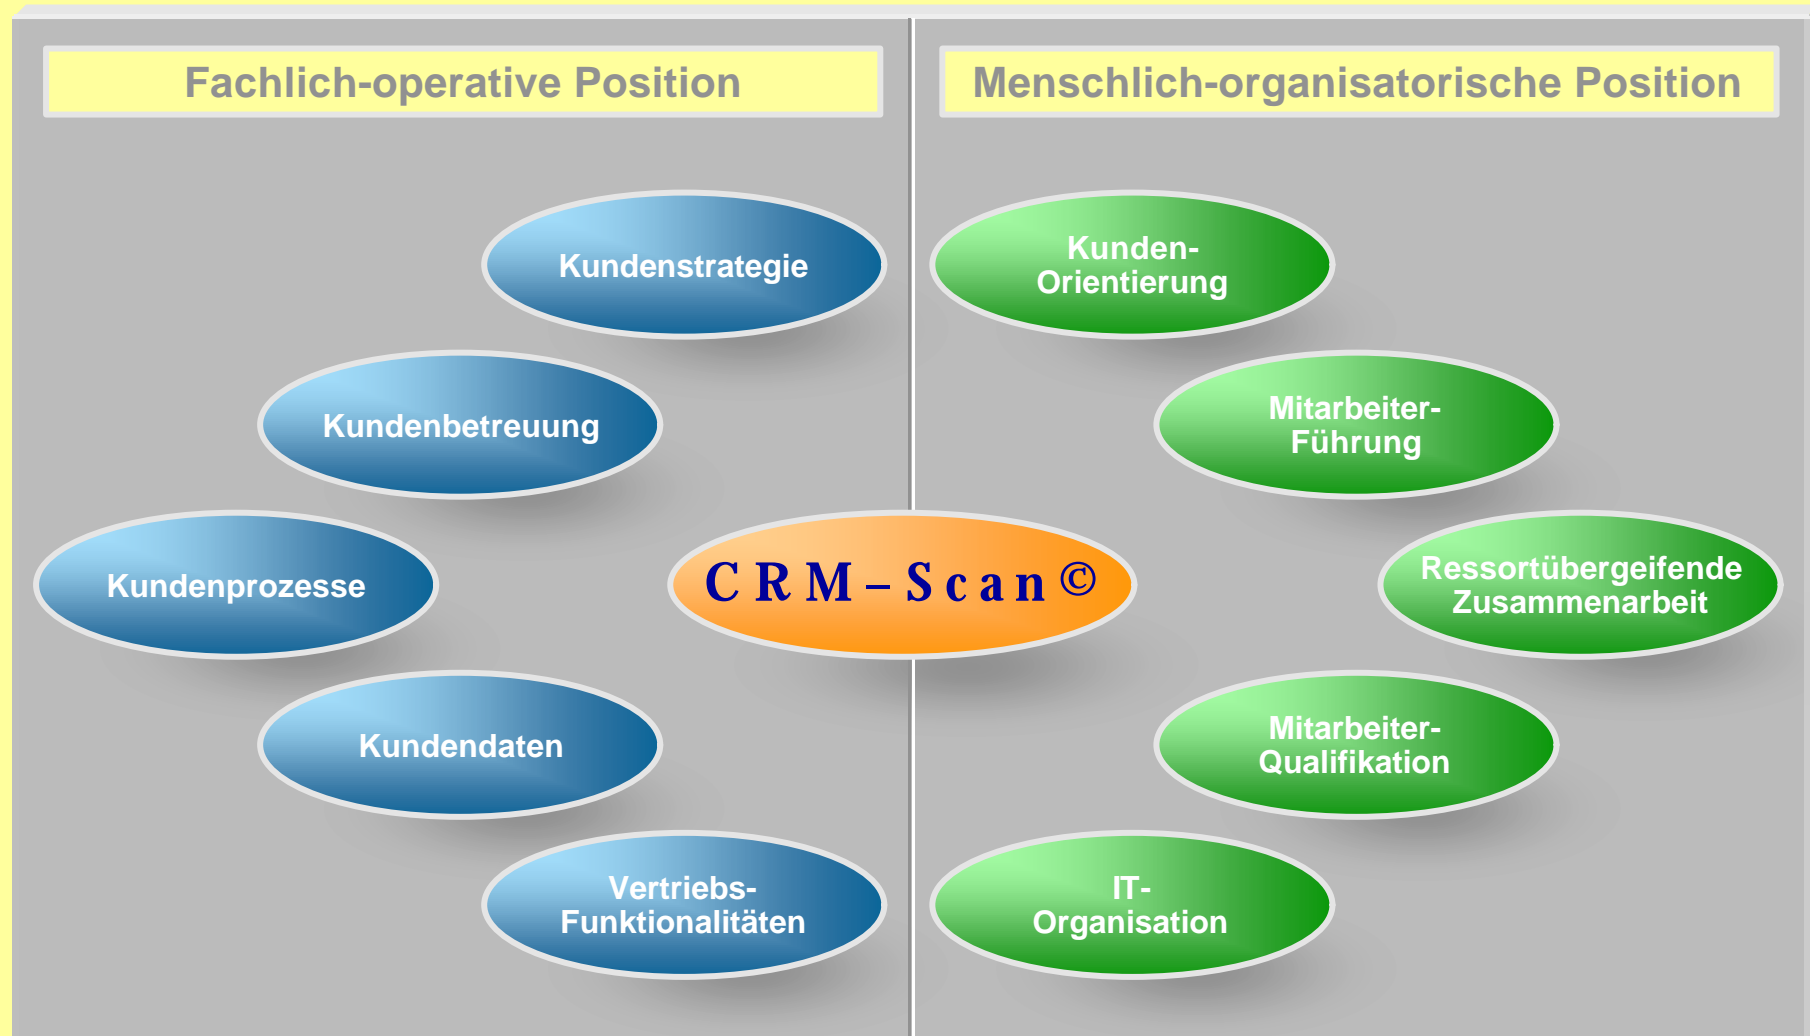 Fachlich-operative Position
Menschlich-organisatorische Position
Kundenstrategie
Kundenbetreuung
Kundenprozesse
Kundendaten
Vertriebs-
Funktionalitäten
CRM–Scan©
Kunden-
Orientierung
Mitarbeiter-
Führung
Ressortübergeifende
Zusammenarbeit
Mitarbeiter-
Qualifikation
IT-
Organisation